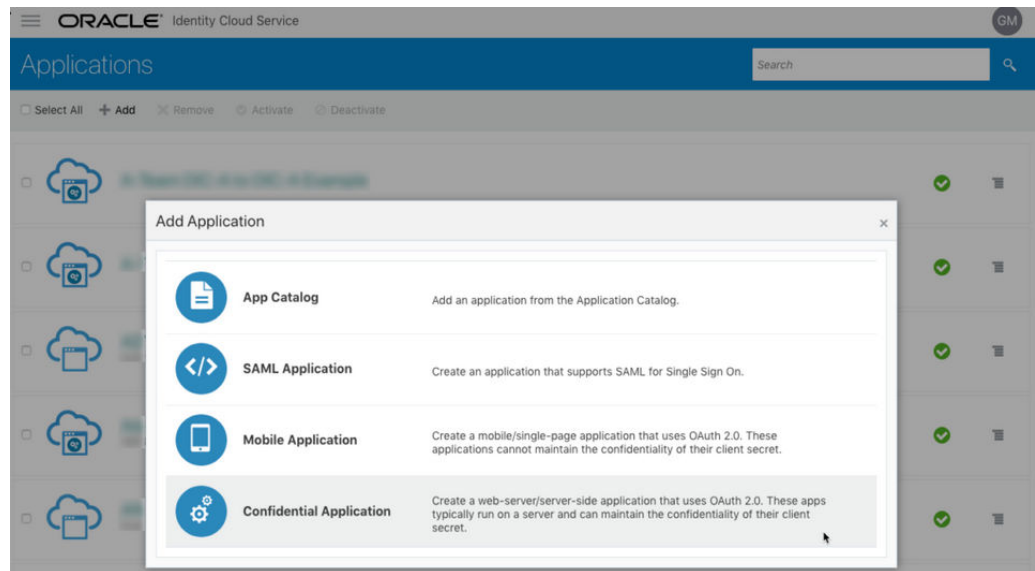 ORACLE® Identity Cloud Service GM
Applications Search
Select All Add Remove Activate Deactivate
Add Application ×
App Catalog Add an application from the Application Catalog.
SAML Application Create an application that supports SAML for Single Sign On.
Mobile Application Create a mobile/single-page application that uses OAuth 2.0. These
applications cannot maintain the confidentiality of their client secret.
Confidential Application Create a web-server/server-side application that uses OAuth 2.0. These apps
typically run on a server and can maintain the confidentiality of their client
secret.